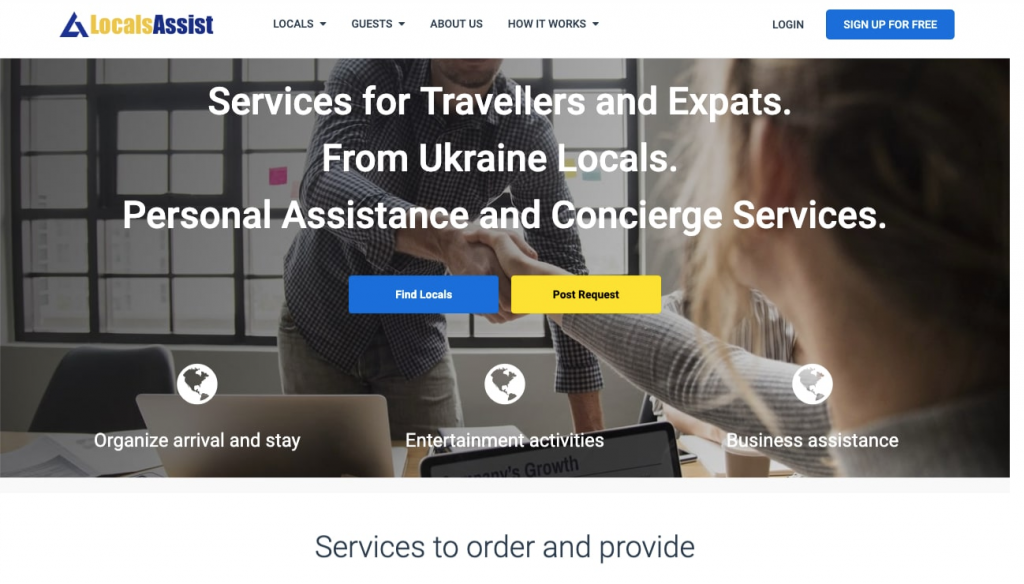 LocalsAssist
LOCALS
GUESTS
ABOUT US
HOW IT WORKS
LOGIN
SIGN UP FOR FREE
Services for Travellers and Expats.
From Ukraine Locals.
Personal Assistance and Concierge Services.
Find Locals
Post Request
Organize arrival and stay
Entertainment activities
Business assistance
Growth
Services to order and provide